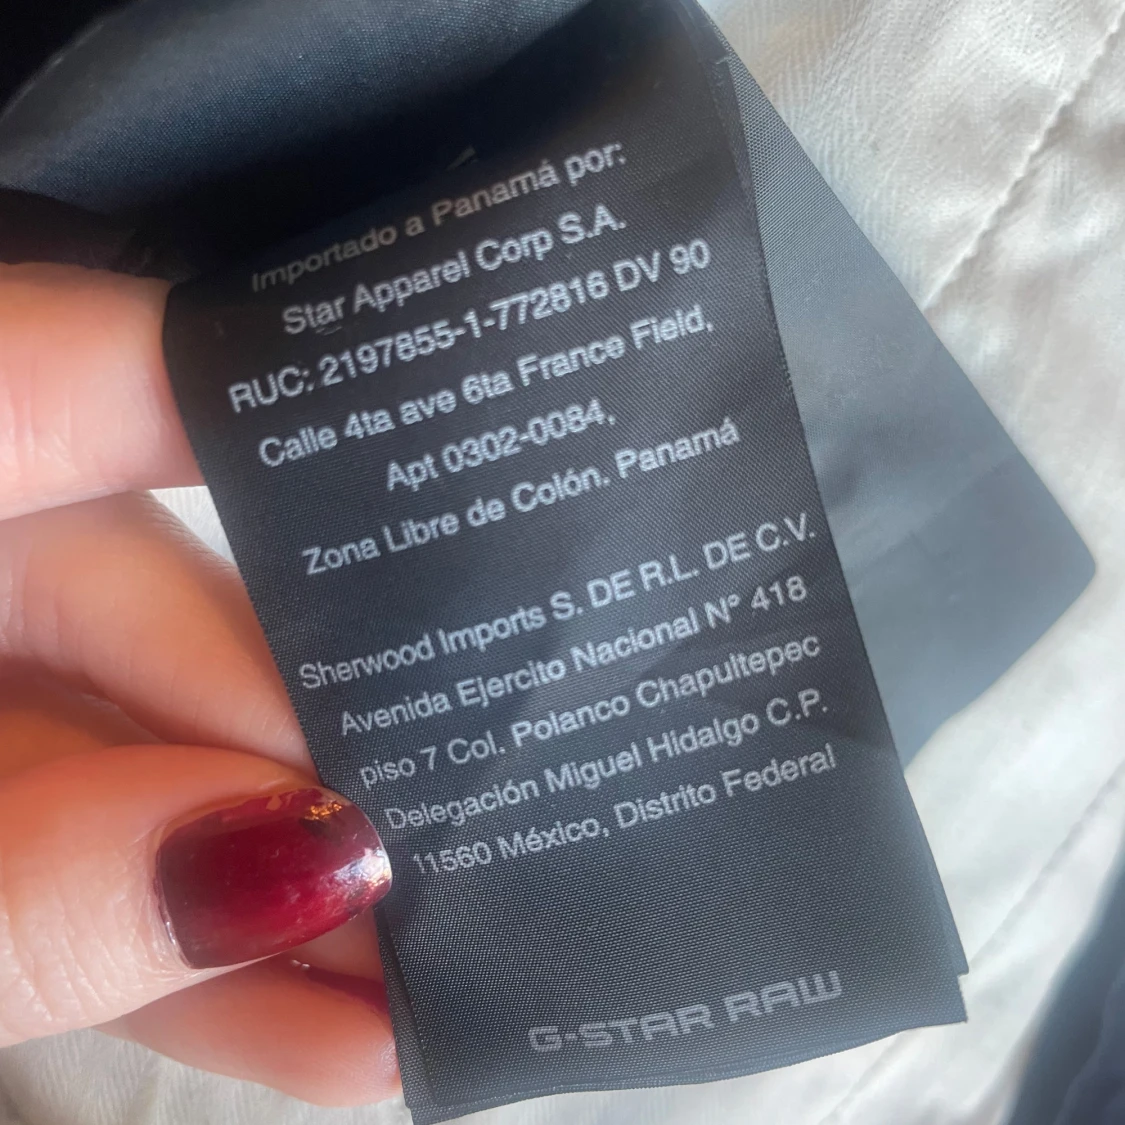 Importado a Panamá por:
Star Apparel Corp S.A.
RUC: 2197855-1-772816 DV 90
Calle 4ta ave 6ta France Field,
Apt 0302-0084,
Zona Libre de Colón. Panamá
Sherwood Imports S. DE R.L. DE C.V.
Avenida Ejercito Nacional Nº 418
piso 7 Col. Polanco Chapultepec
Delegación Miguel Hidalgo C.P.
11560 México, Distrito Federal
G-STAR RAW